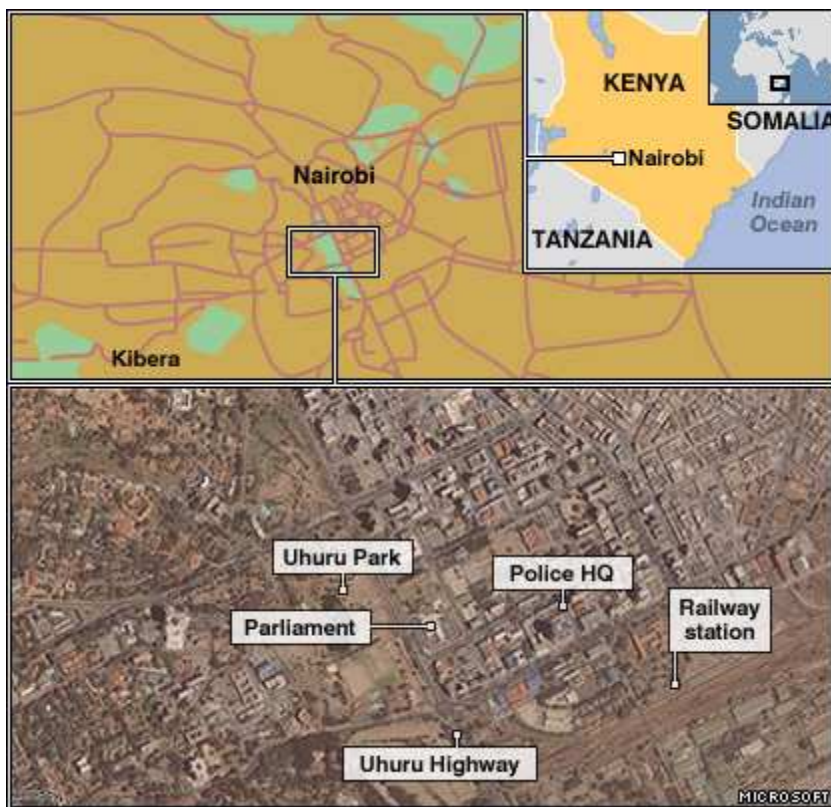 KENYA
SOMALIA
Nairobi
Nairobi
Indian
Ocean
TANZANIA
Kibera
Uhuru Park
Police HQ
Parliament
Railway
station
Uhuru Highway
MICROSOFT